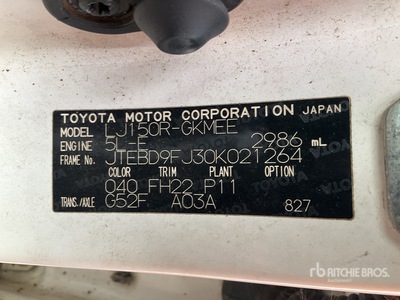 TOYOTA MOTOR CORPORATION JAPAN
MODEL LJ150R-GKMEE
ENGINE 5L-E 2986 mL
FRAME No. JTEBD9FJ30K021264
COLOR TRIM PLANT OPTION
040 FH22 P11
TRANS./AXLE G52F A03A 827
rb RITCHIE BROS.